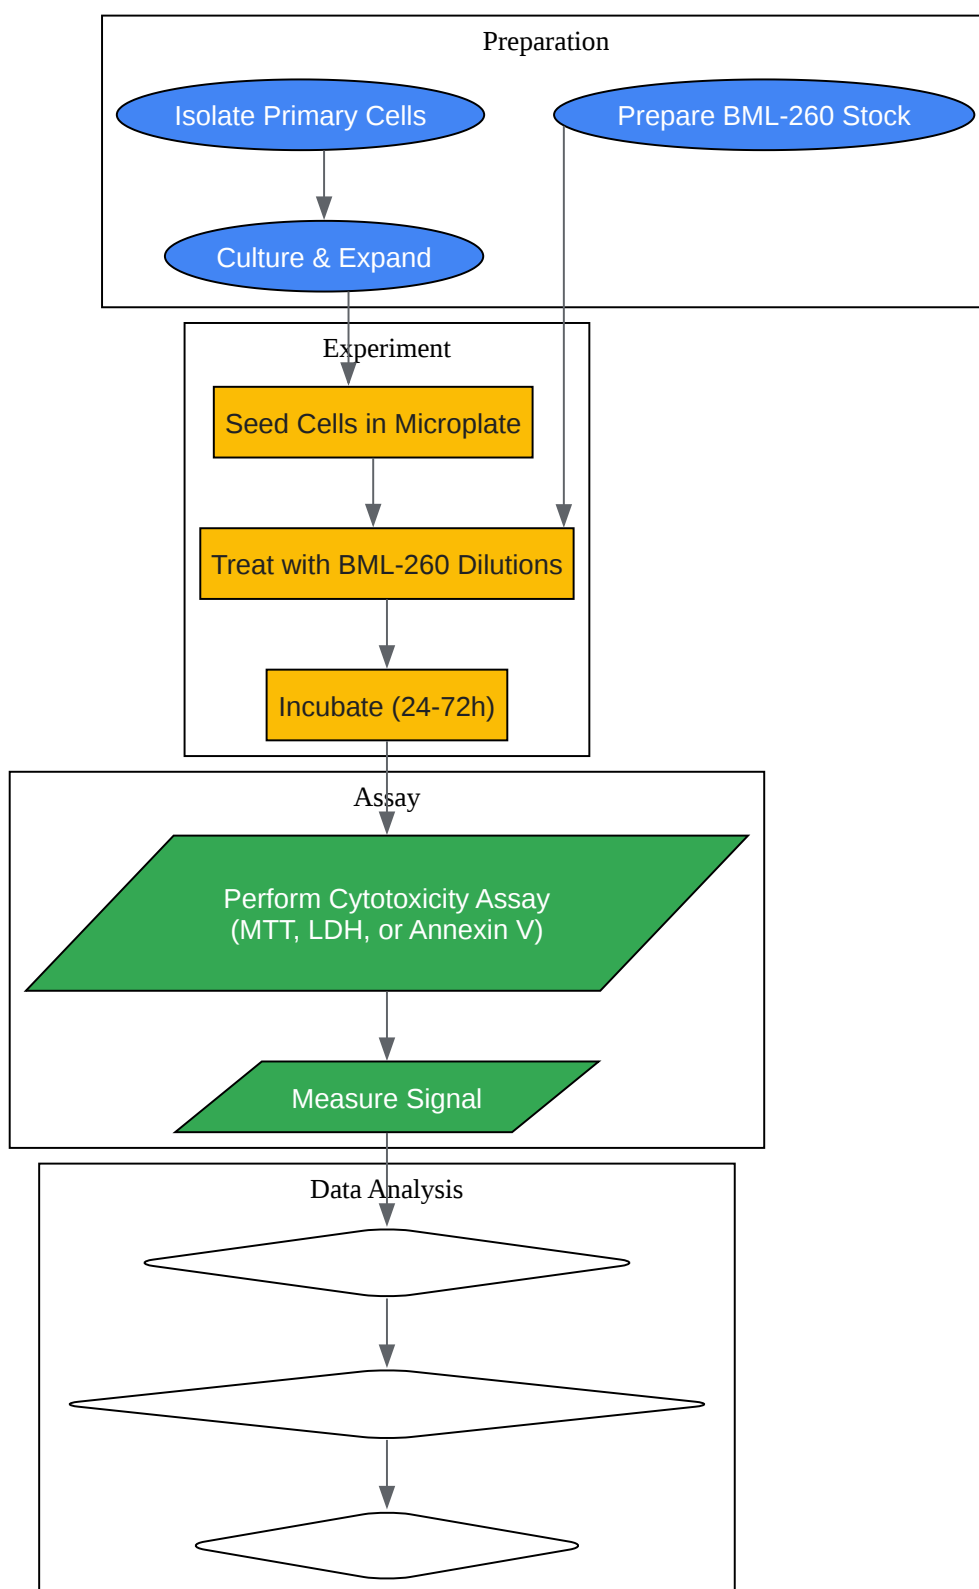 Preparation
Isolate Primary Cells
Prepare BML-260 Stock
Culture & Expand
Experiment
Seed Cells in Microplate
Treat with BML-260 Dilutions
Incubate (24-72h)
Assay
Perform Cytotoxicity Assay
(MTT, LDH, or Annexin V)
Measure Signal
Data Analysis